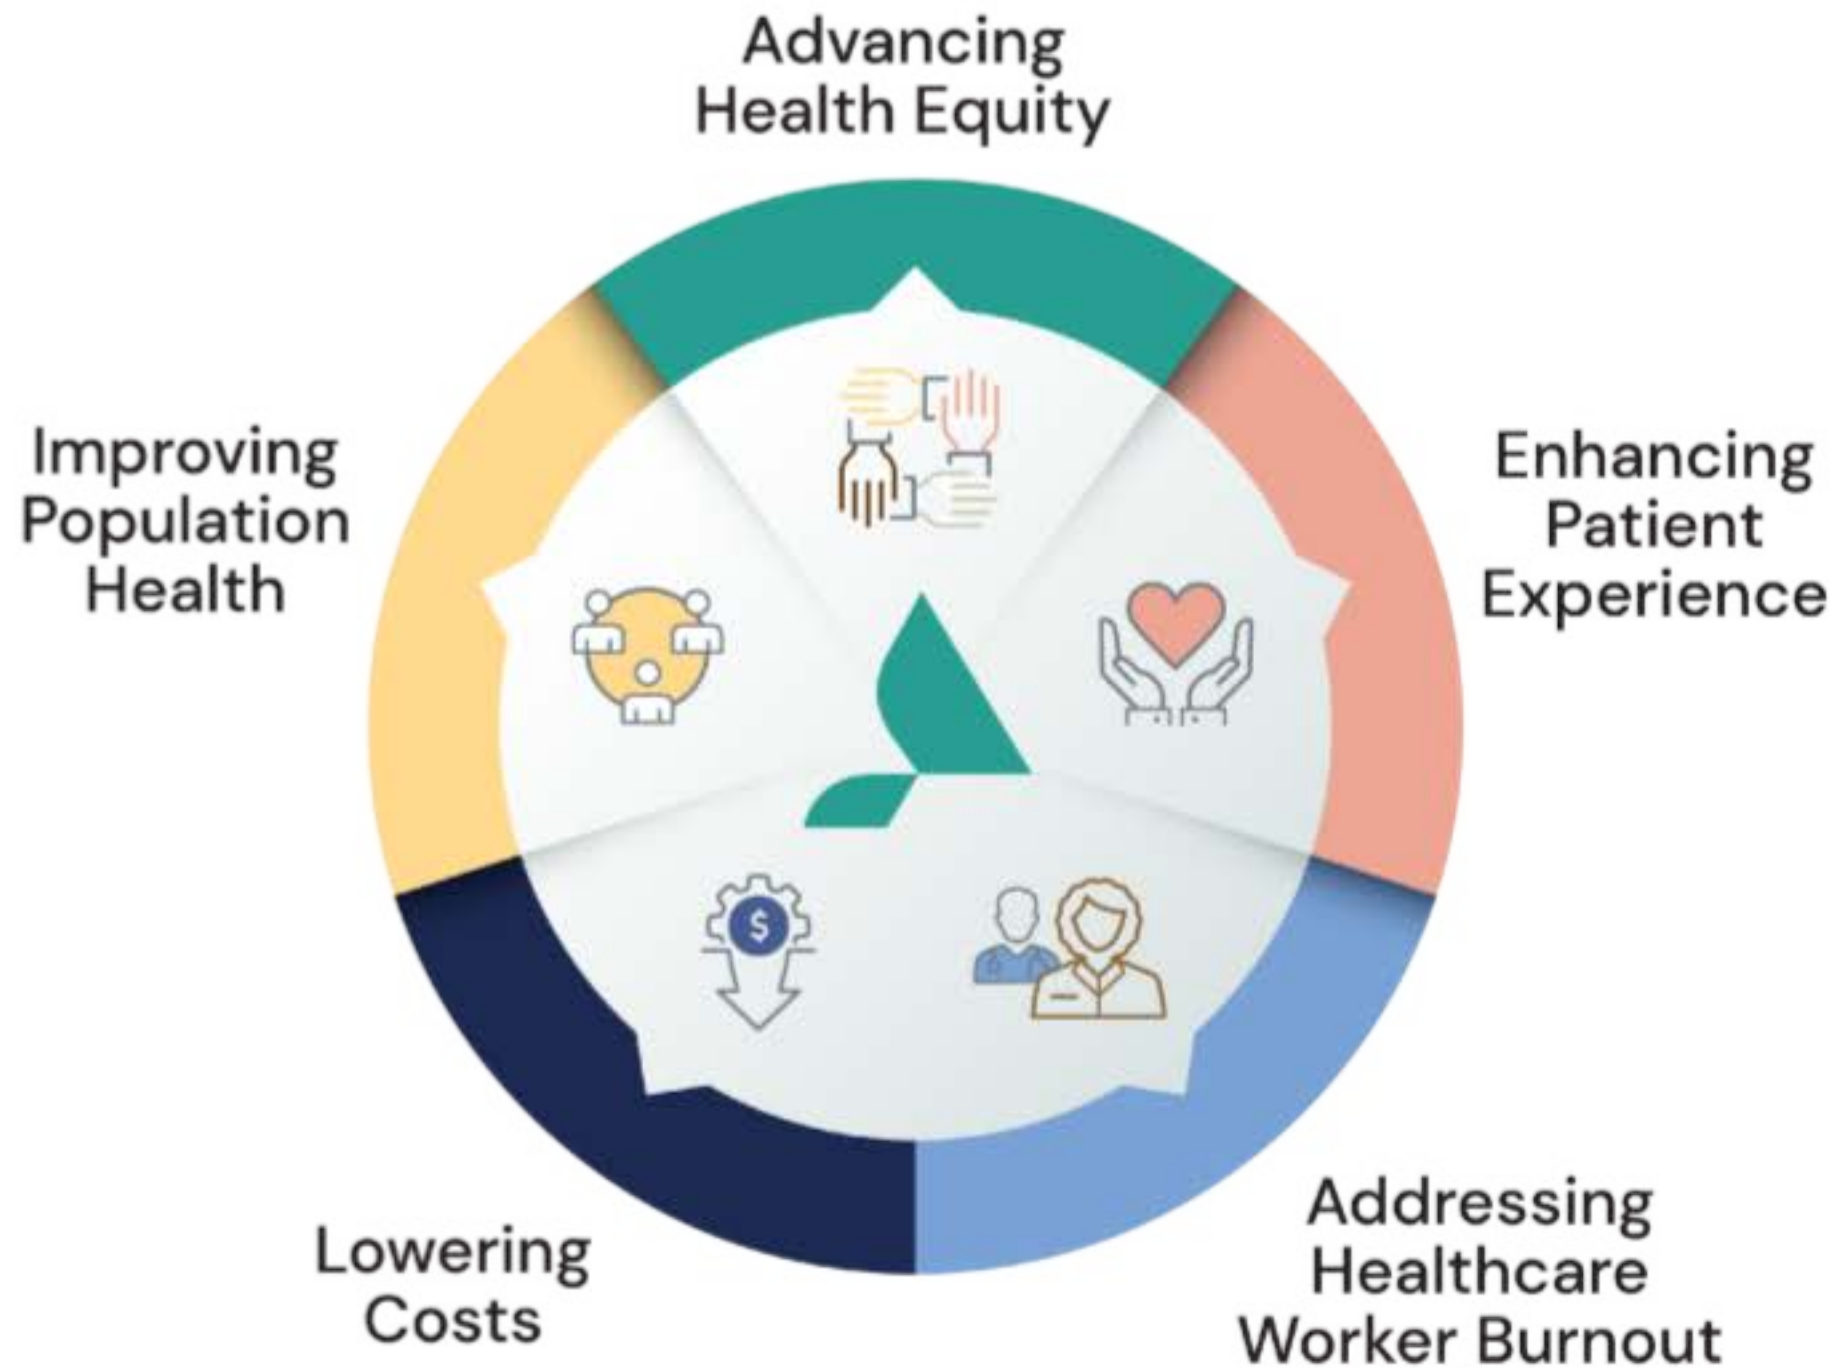 Advancing
Health Equity
Improving
Population
Health
Enhancing
Patient
Experience
$
Lowering
Costs
Addressing
Healthcare
Worker Burnout